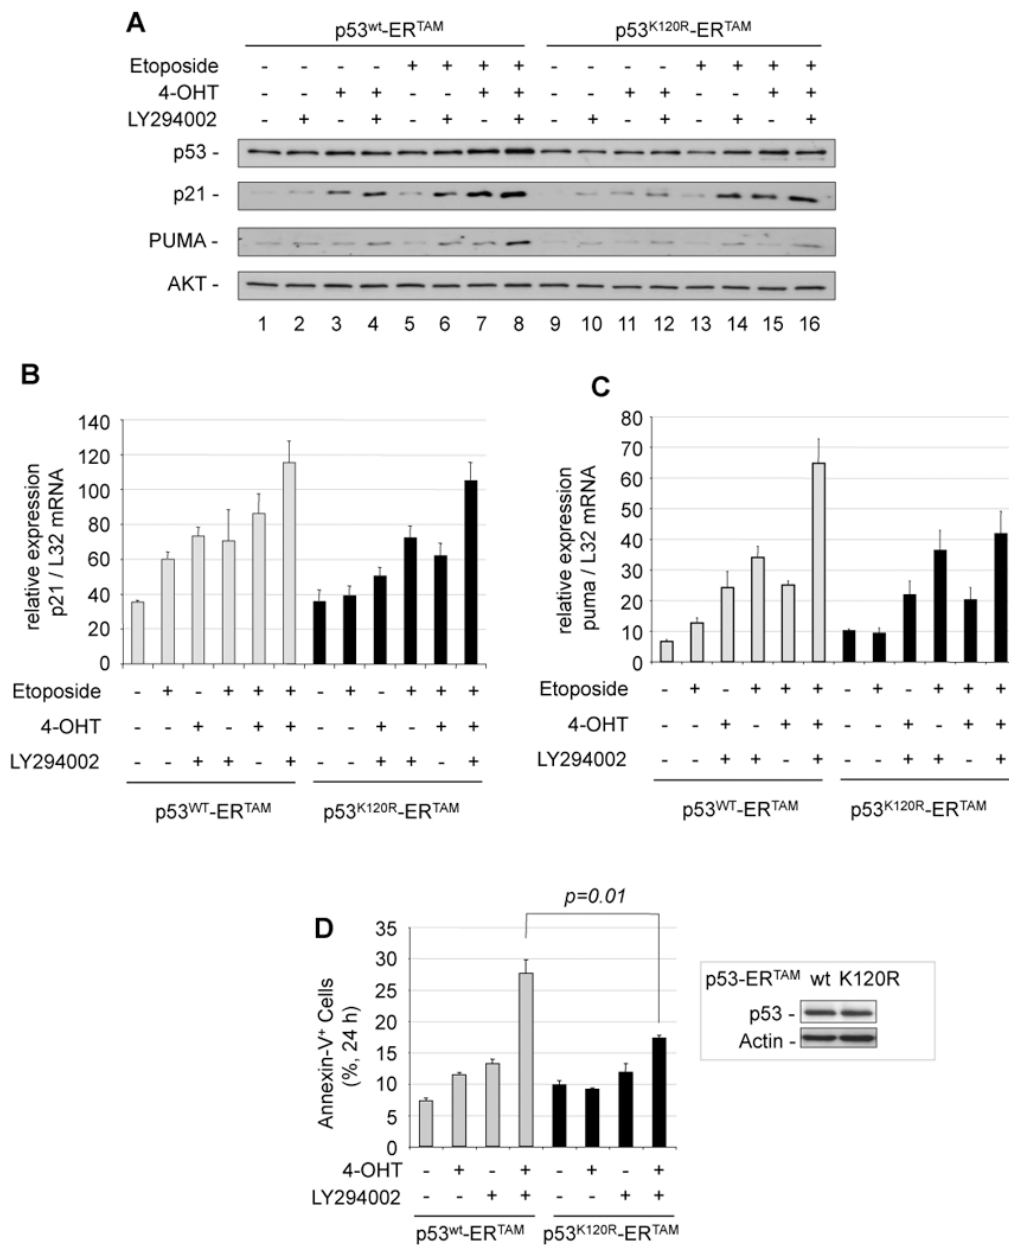 A
p53wt-ERTAM p53K120R-ERTAM
Etoposide - - - - + + + + - - - - + + + +
4-OHT - - + + - - + + - - + + - - + +
LY294002 - + - + - + - + - + - + - + - +
p53 -
p21 -
PUMA -
AKT -
1 2 3 4 5 6 7 8 9 10 11 12 13 14 15 16
B
relative expression
p21 / L32 mRNA
140
120
100
80
60
40
20
0
Etoposide - + - + + + - - - + + +
4-OHT - - + - + + - - + - + +
LY294002 - - + + - + - - + + - +
p53WT-ERTAM p53K120R-ERTAM
C
relative expression
puma / L32 mRNA
80
70
60
50
40
30
20
10
0
Etoposide - + - + + + - - - + + +
4-OHT - - + - + + - - + - + +
LY294002 - - + + - + - - + + - +
p53WT-ERTAM p53K120R-ERTAM
D
p=0.01
Annexin-V+ Cells
(%, 24 h)
35
30
25
20
15
10
5
0
4-OHT - + - + - + - +
LY294002 - - + + - - + +
p53wt-ERTAM p53K120R-ERTAM
p53-ERTAM wt K120R
p53 -
Actin -